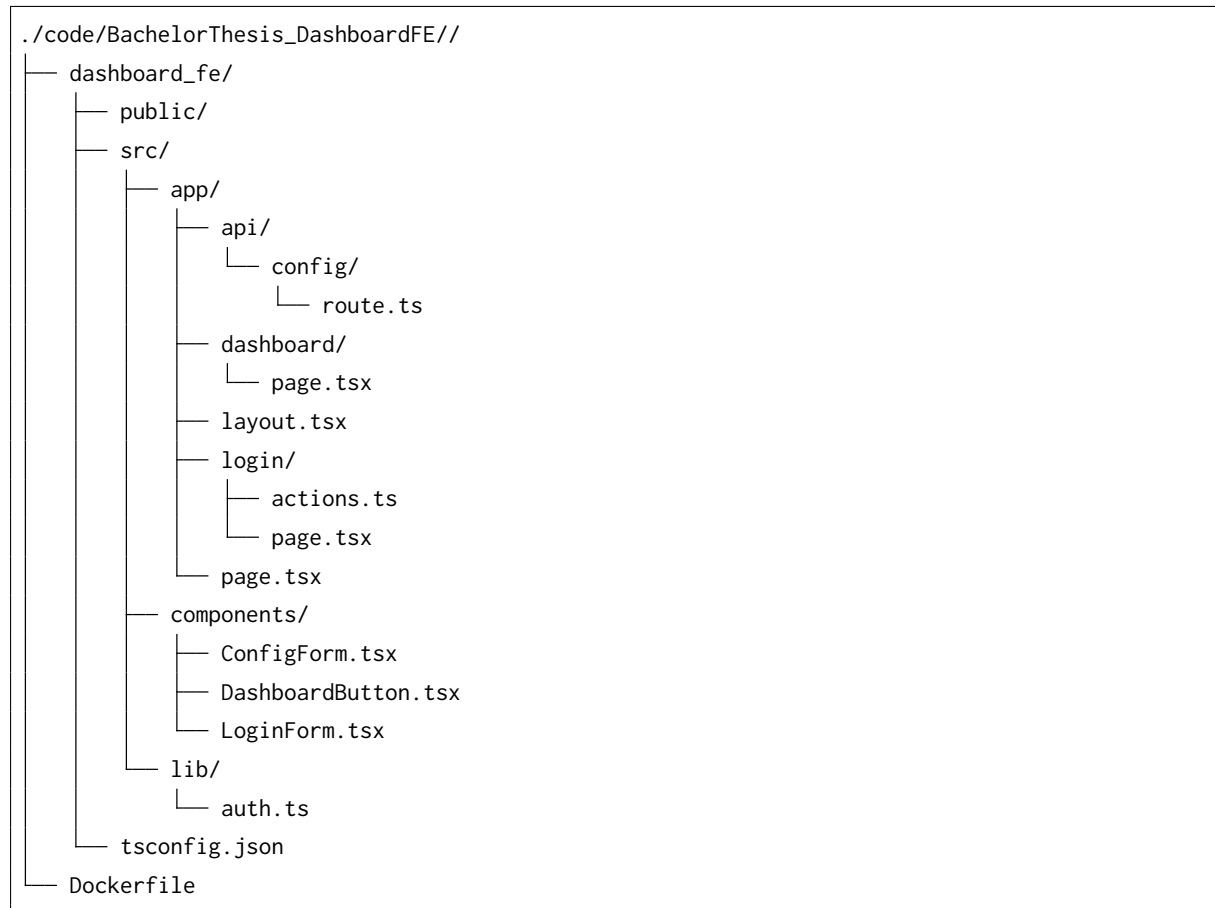 ./code/BachelorThesis_DashboardFE//
├── dashboard_fe/
│   ├── public/
│   ├── src/
│   │   ├── app/
│   │   │   ├── api/
│   │   │   │   └── config/
│   │   │   │       └── route.ts
│   │   │   ├── dashboard/
│   │   │   │   └── page.tsx
│   │   │   ├── layout.tsx
│   │   │   ├── login/
│   │   │   │   ├── actions.ts
│   │   │   │   └── page.tsx
│   │   │   └── page.tsx
│   │   ├── components/
│   │   │   ├── ConfigForm.tsx
│   │   │   ├── DashboardButton.tsx
│   │   │   └── LoginForm.tsx
│   │   └── lib/
│   │       └── auth.ts
│   └── tsconfig.json
└── Dockerfile